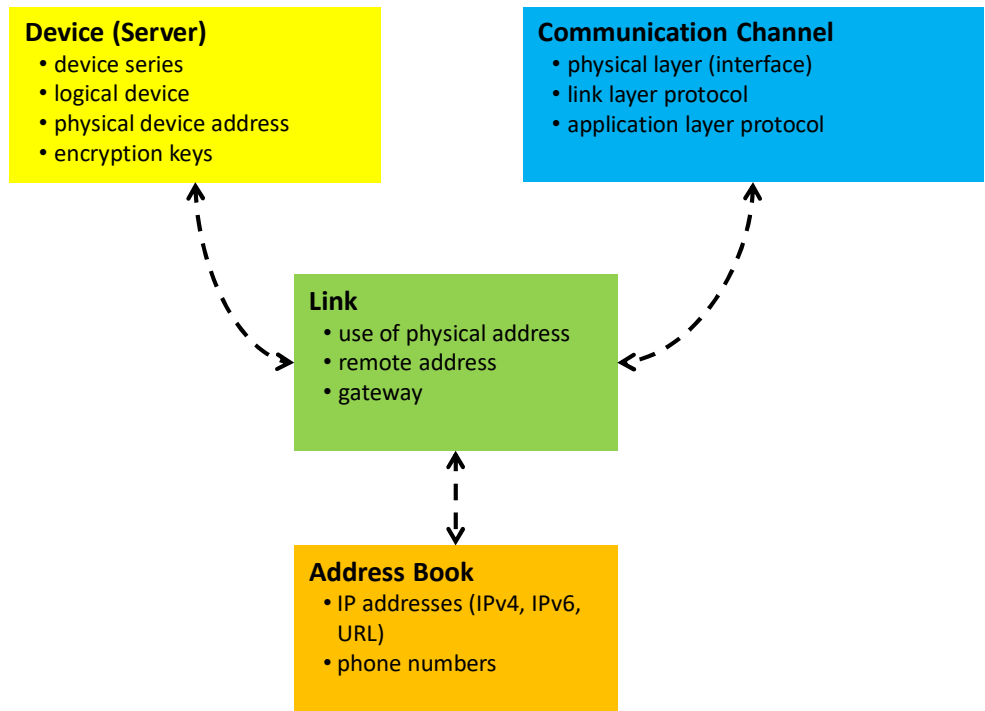 Device (Server)
• device series
• logical device
• physical device address
• encryption keys
Communication Channel
• physical layer (interface)
• link layer protocol
• application layer protocol
Link
• use of physical address
• remote address
• gateway
Address Book
• IP addresses (IPv4, IPv6,
URL)
• phone numbers